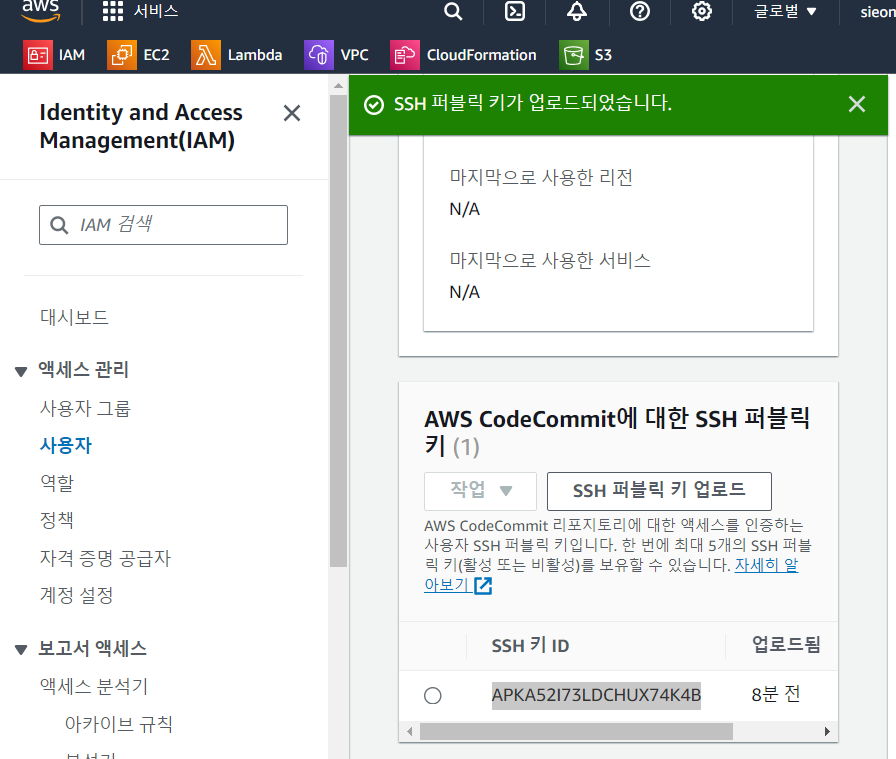 aws
서비스
글로벌 ▼
sieon
IAM
EC2
Lambda
VPC
CloudFormation
S3
Identity and Access
Management(IAM)
IAM 검색
대시보드
액세스 관리
사용자 그룹
사용자
역할
정책
자격 증명 공급자
계정 설정
보고서 액세스
액세스 분석기
아카이브 규칙
SSH 퍼블릭 키가 업로드되었습니다.
마지막으로 사용한 리전
N/A
마지막으로 사용한 서비스
N/A
AWS CodeCommit에 대한 SSH 퍼블릭
키 (1)
작업 ▼
SSH 퍼블릭 키 업로드
AWS CodeCommit 리포지토리에 대한 액세스를 인증하는
사용자 SSH 퍼블릭 키입니다. 한 번에 최대 5개의 SSH 퍼블
릭 키(활성 또는 비활성)를 보유할 수 있습니다. 자세히 알
아보기
SSH 키 ID
업로드됨
APKA52I73LDCHUX74K4B
8분 전